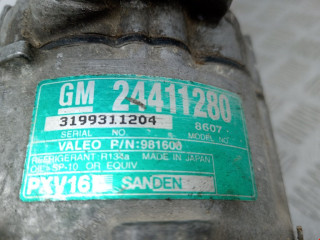 GM 24411280
3199311204 8607
SERIAL NO. MODEL NO.
VALEO P/N:981600
REFRIGERANT:R134a MADE IN JAPAN
OIL:SP-10 OR EQUIV
PXV16 SANDEN